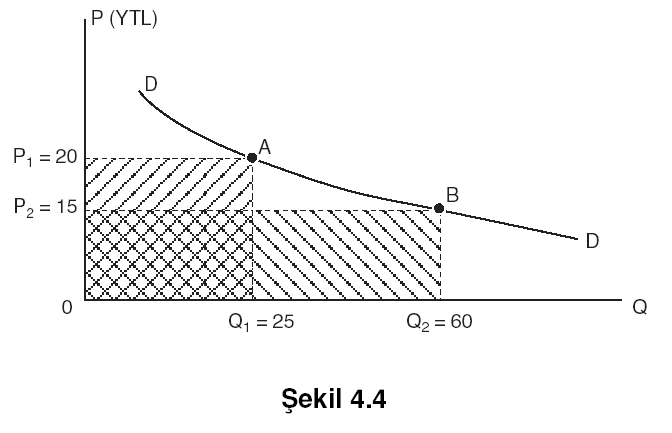 P (YTL)
D
A
P₁ = 20
B
P₂ = 15
D
0
Q
Q₁ = 25
Q₂ = 60
Şekil 4.4